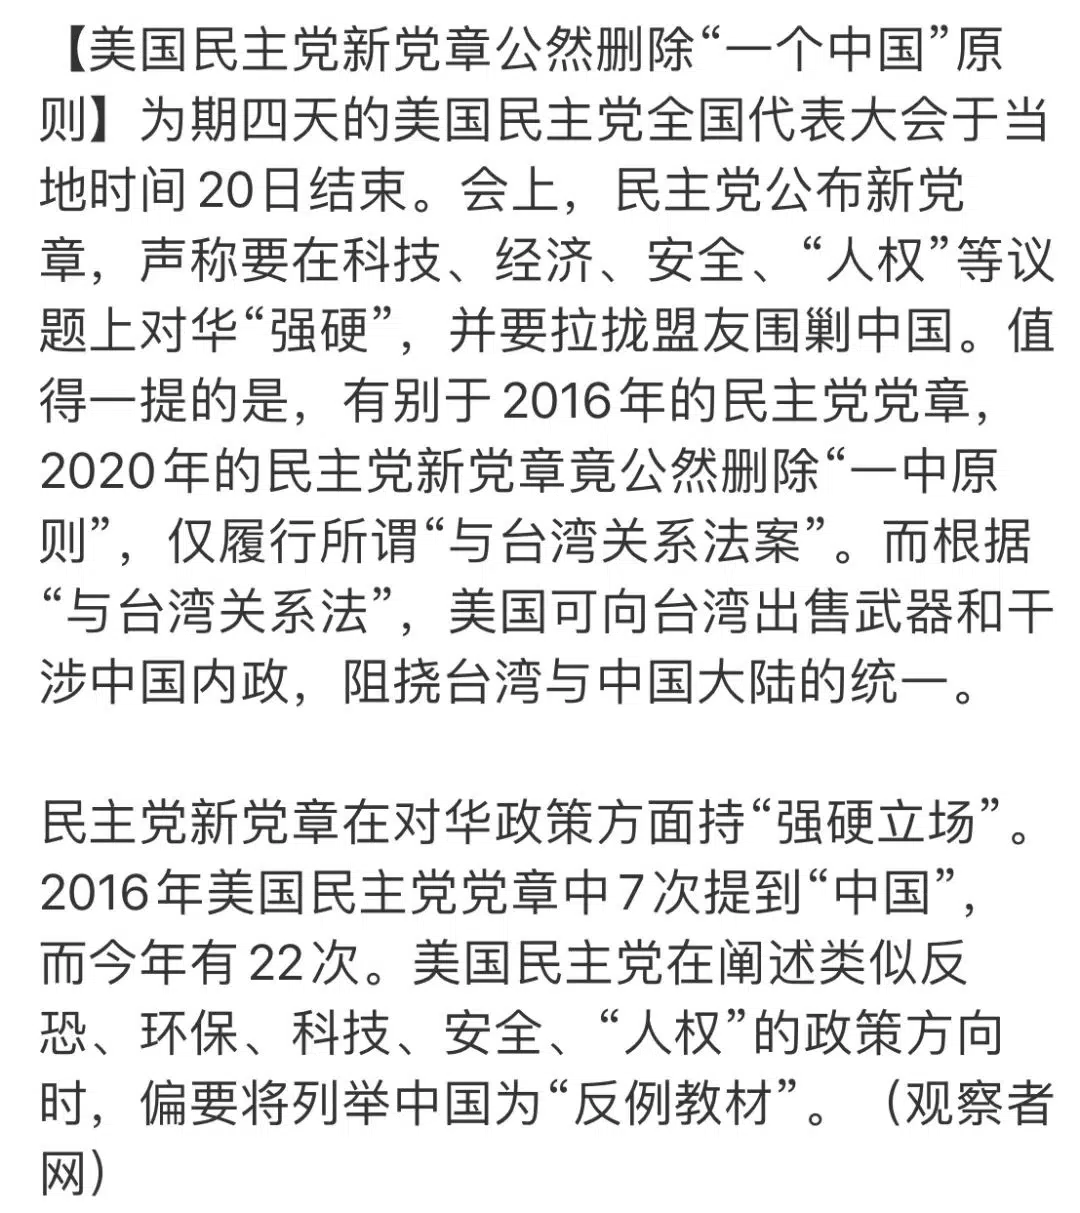 【美国民主党新党章公然删除“一个中国”原
则】为期四天的美国民主党全国代表大会于当
地时间20日结束。会上，民主党公布新党
章，声称要在科技、经济、安全、“人权”等议
题上对华“强硬”，并要拉拢盟友围剿中国。值
得一提的是，有别于2016年的民主党党章，
2020年的民主党新党章竟公然删除“一中原
则”，仅履行所谓“与台湾关系法案”。而根据
“与台湾关系法”，美国可向台湾出售武器和干
涉中国内政，阻挠台湾与中国大陆的统一。
民主党新党章在对华政策方面持“强硬立场”。
2016年美国民主党党章中7次提到“中国”，
而今年有22次。美国民主党在阐述类似反
恐、环保、科技、安全、“人权”的政策方向
时，偏要将列举中国为“反例教材”。（观察者
网）